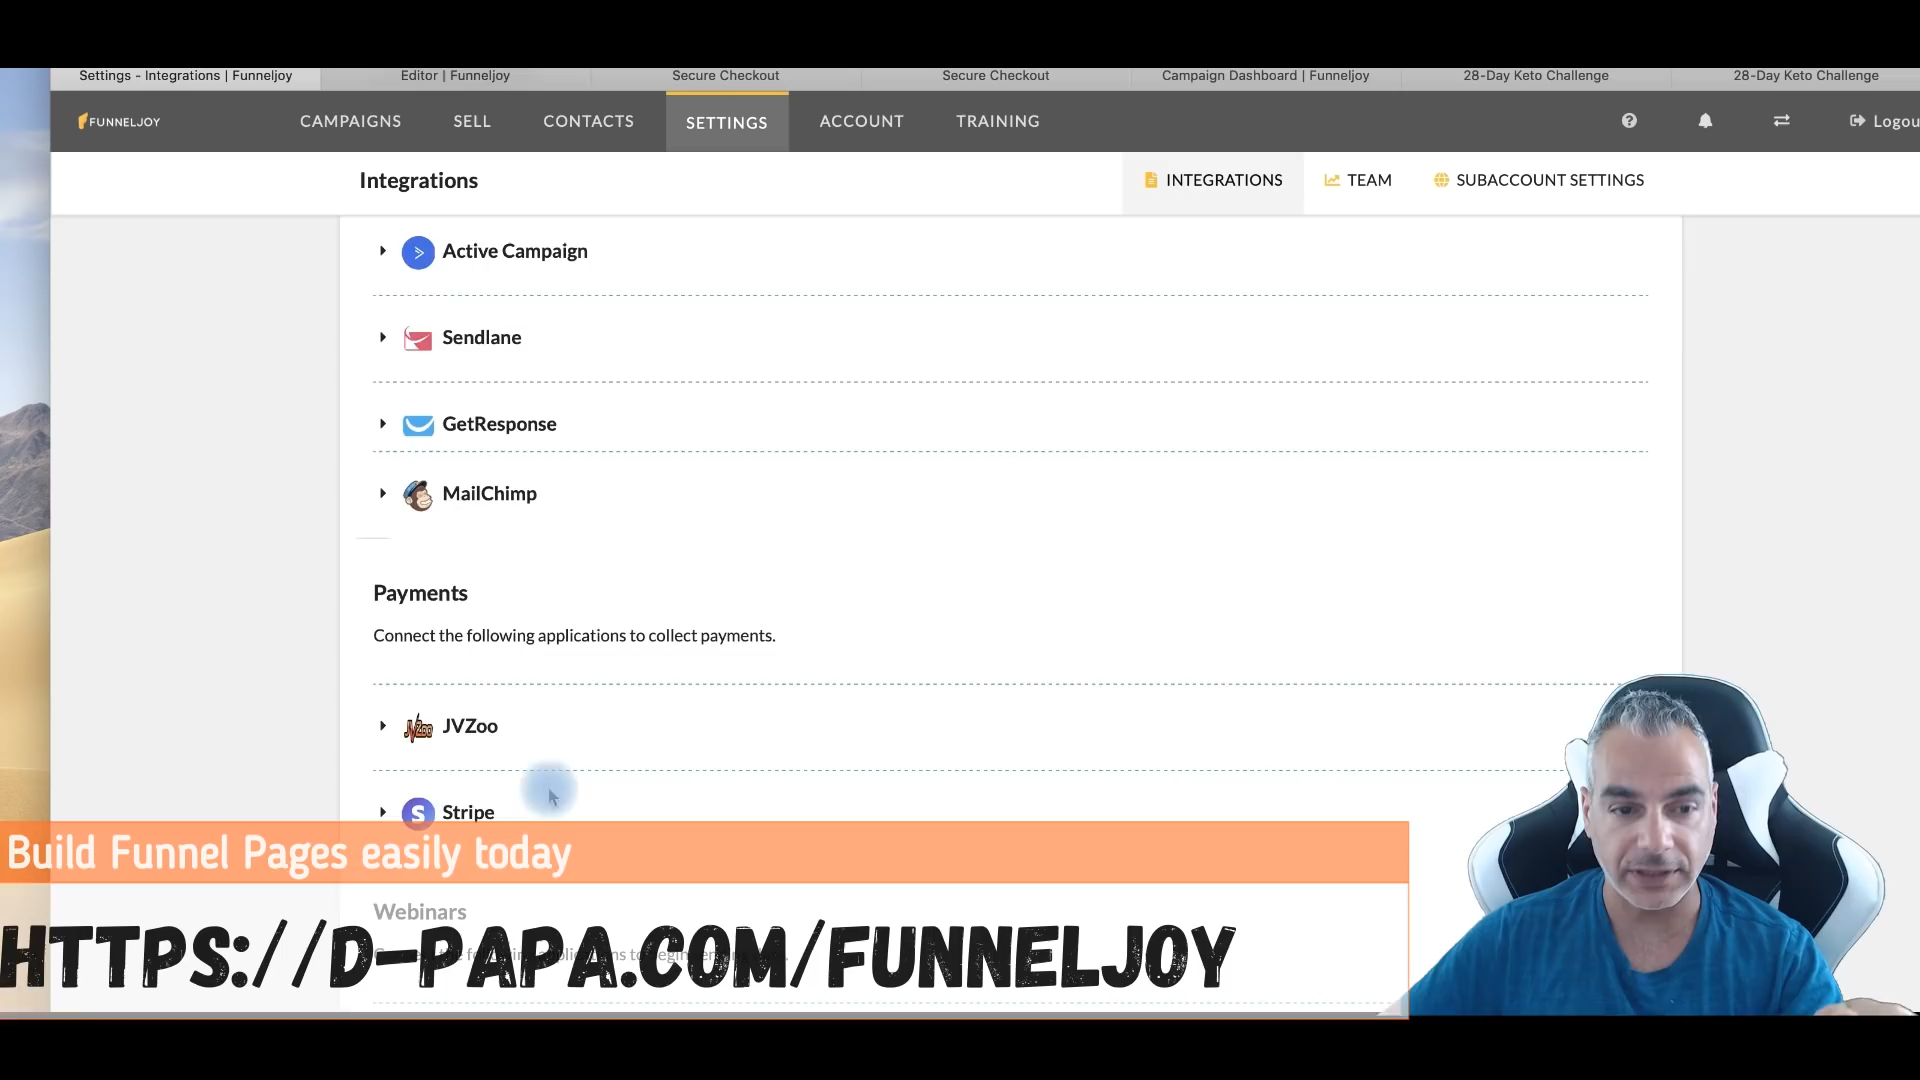 Settings - Integrations | Funneljoy
Editor | Funneljoy
Secure Checkout
Secure Checkout
Campaign Dashboard | Funneljoy
28-Day Keto Challenge
28-Day Keto Challenge
FUNNELJOY
CAMPAIGNS
SELL
CONTACTS
SETTINGS
ACCOUNT
TRAINING
Logou
Integrations
INTEGRATIONS
TEAM
SUBACCOUNT SETTINGS
Active Campaign
Sendlane
GetResponse
MailChimp
Payments
Connect the following applications to collect payments.
JVZoo
Stripe
Build Funnel Pages easily today
Webinars
HTTPS://D-PAPA.COM/FUNNELJOY